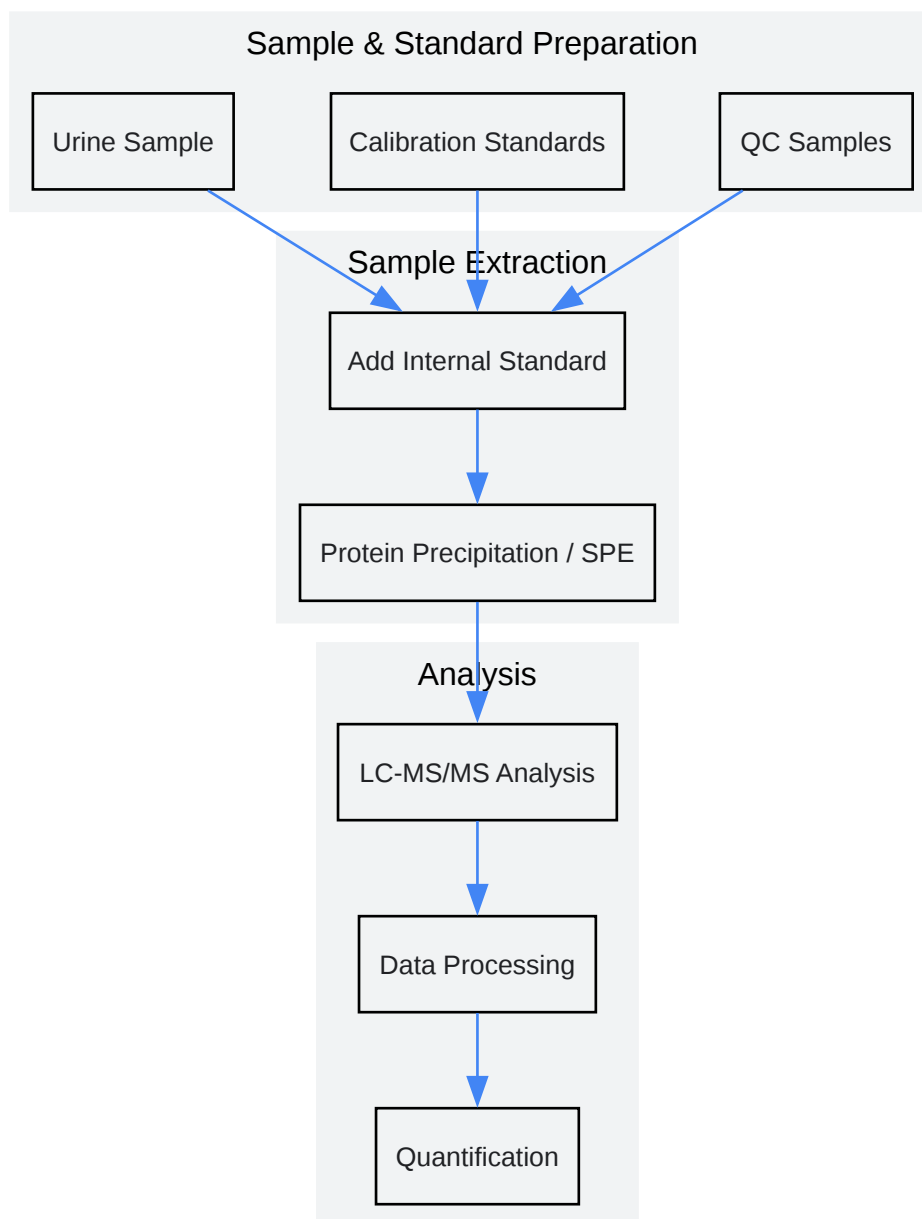 Sample & Standard Preparation
Urine Sample
Calibration Standards
QC Samples
Sample Extraction
Add Internal Standard
Protein Precipitation / SPE
Analysis
LC-MS/MS Analysis
Data Processing
Quantification